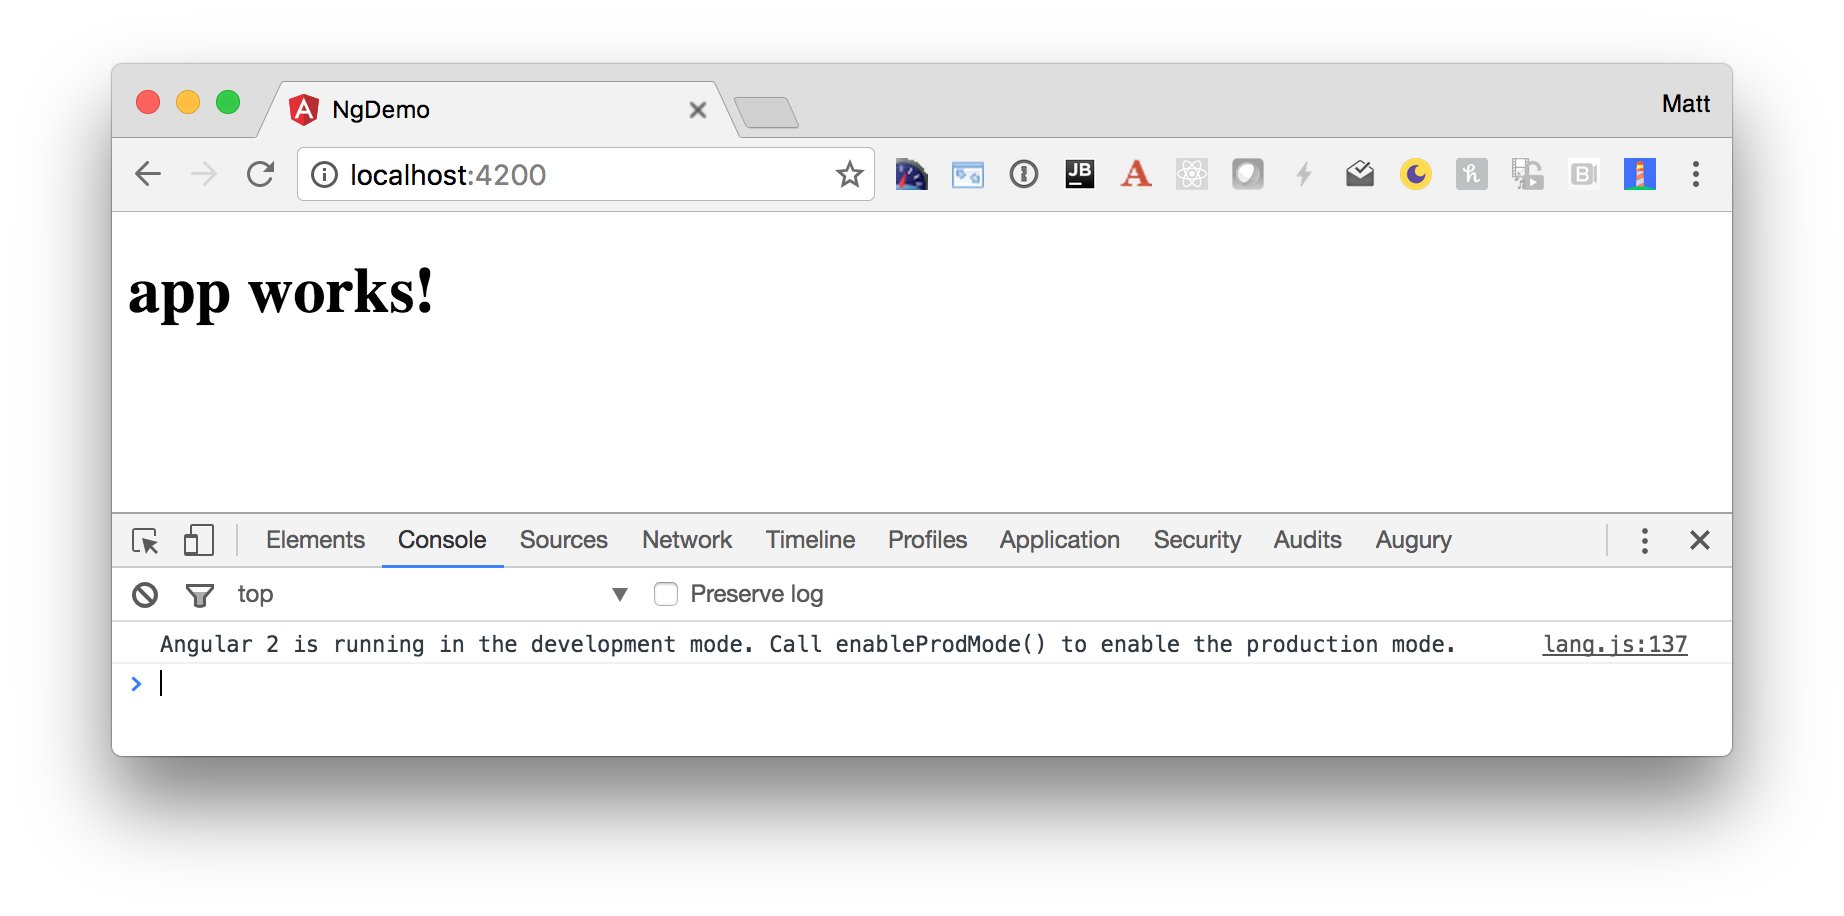 NgDemo
Matt
localhost:4200
JB
A
h
B
app works!
Elements Console Sources Network Timeline Profiles Application Security Audits Augury
top Preserve log
Angular 2 is running in the development mode. Call enableProdMode() to enable the production mode. lang.js:137